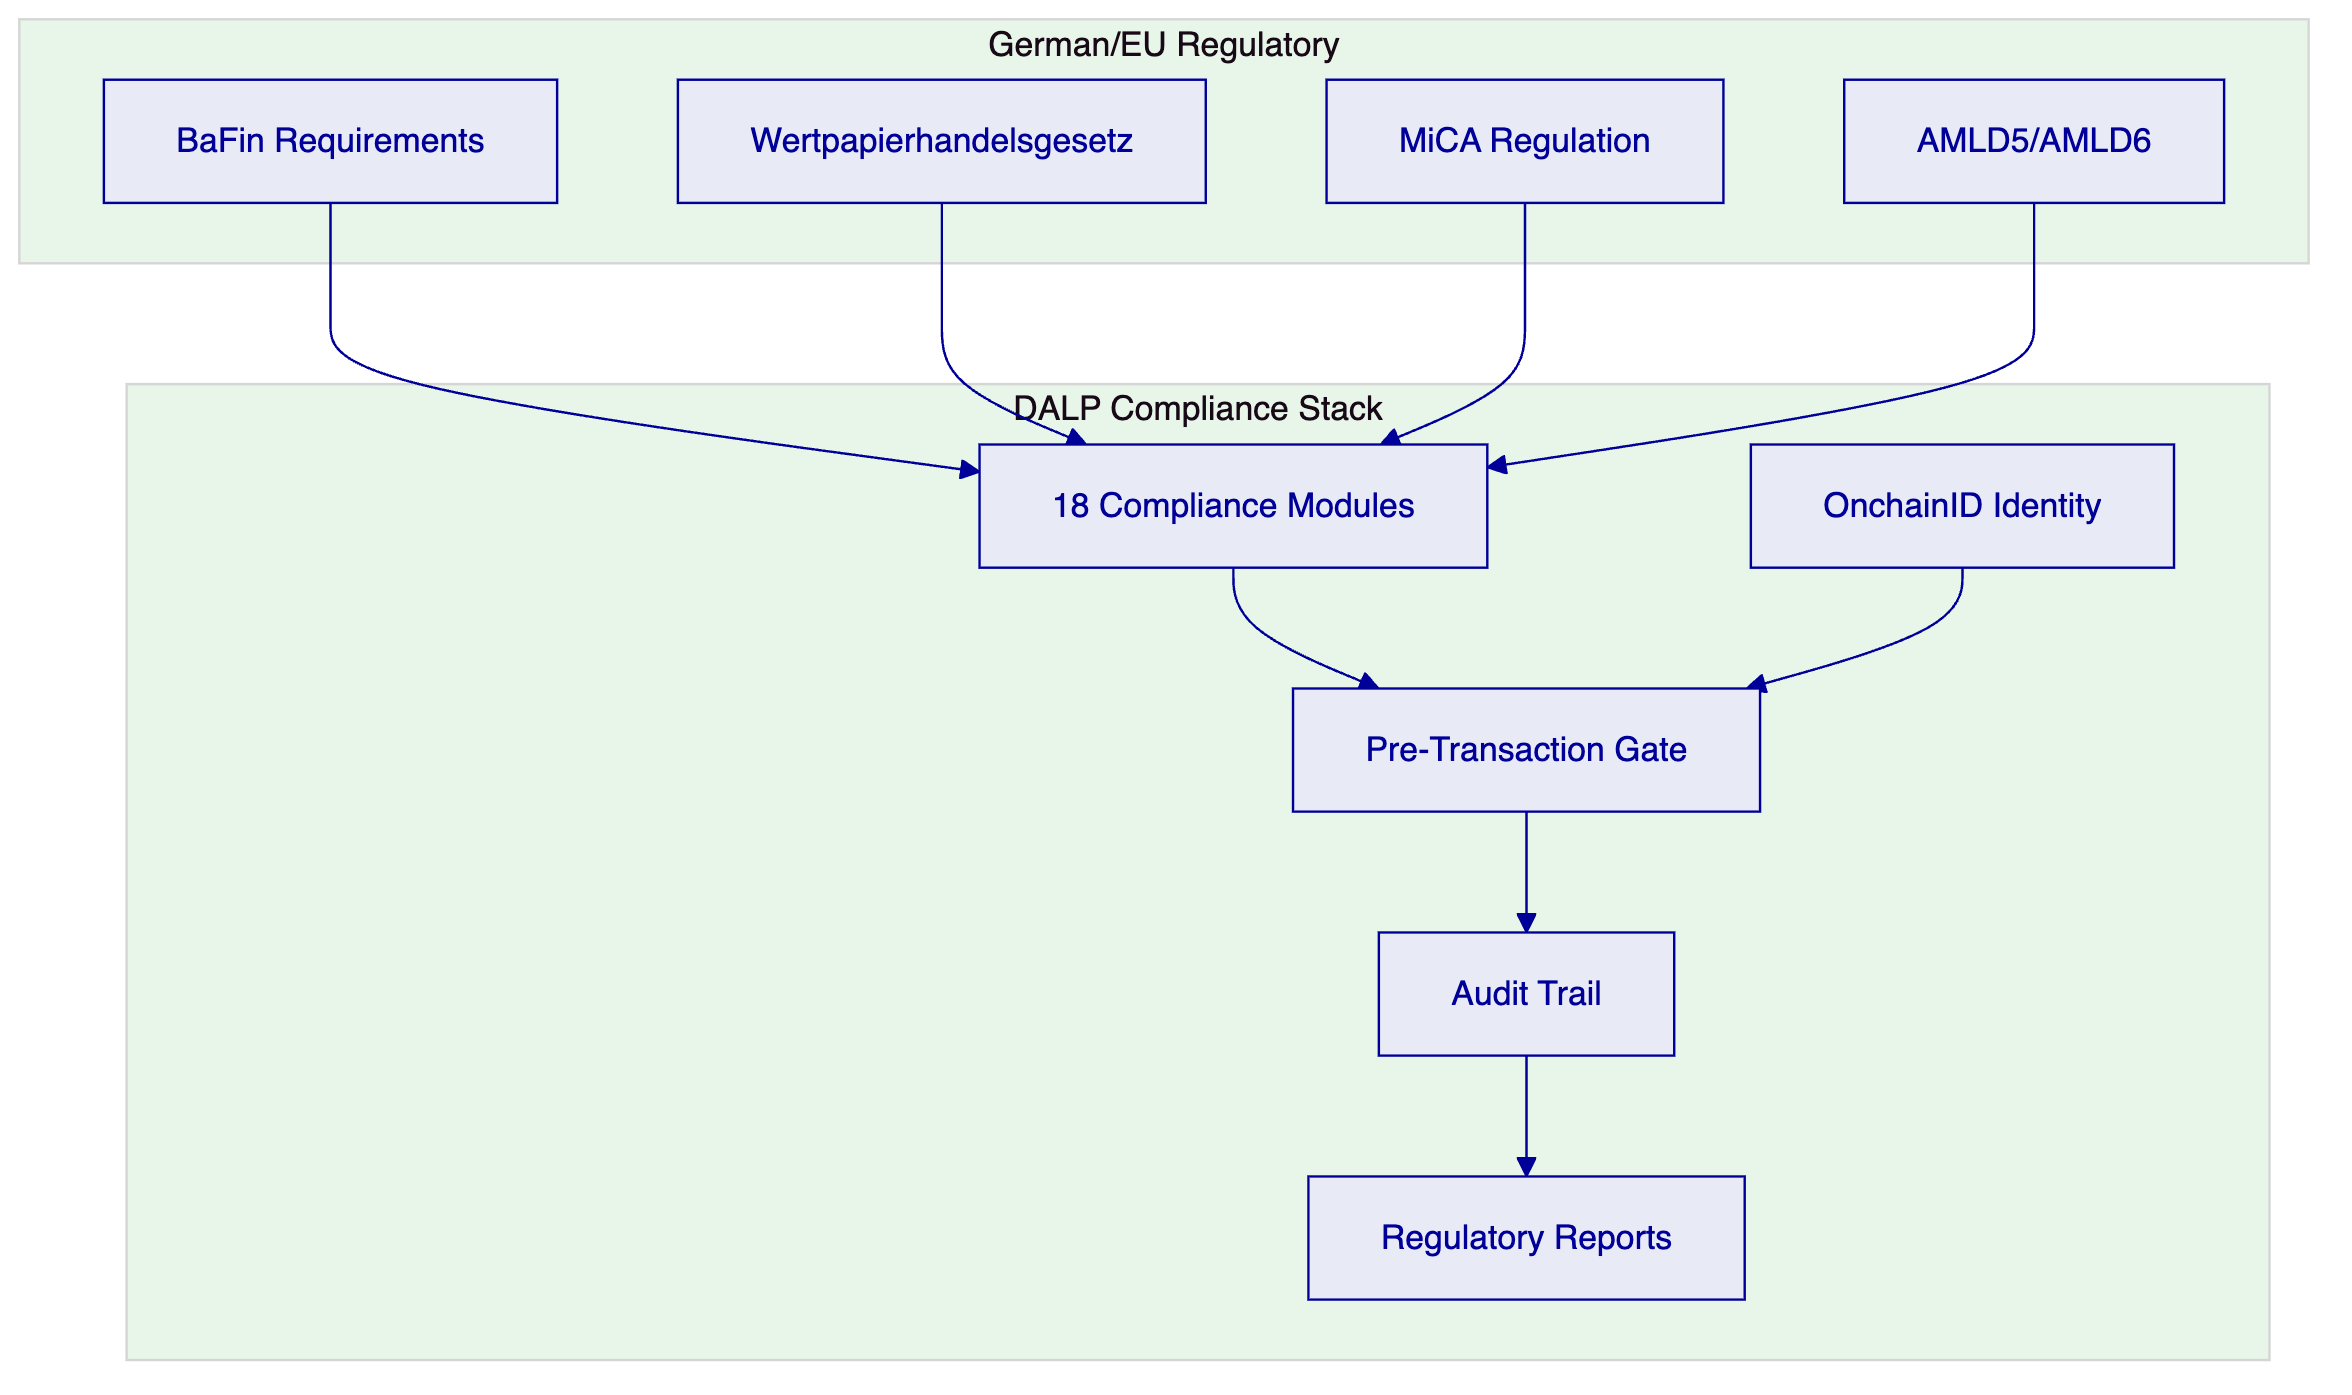 German/EU Regulatory
BaFin Requirements
Wertpapierhandelsgesetz
MiCA Regulation
AMLD5/AMLD6
DALP Compliance Stack
18 Compliance Modules
OnchainID Identity
Pre-Transaction Gate
Audit Trail
Regulatory Reports